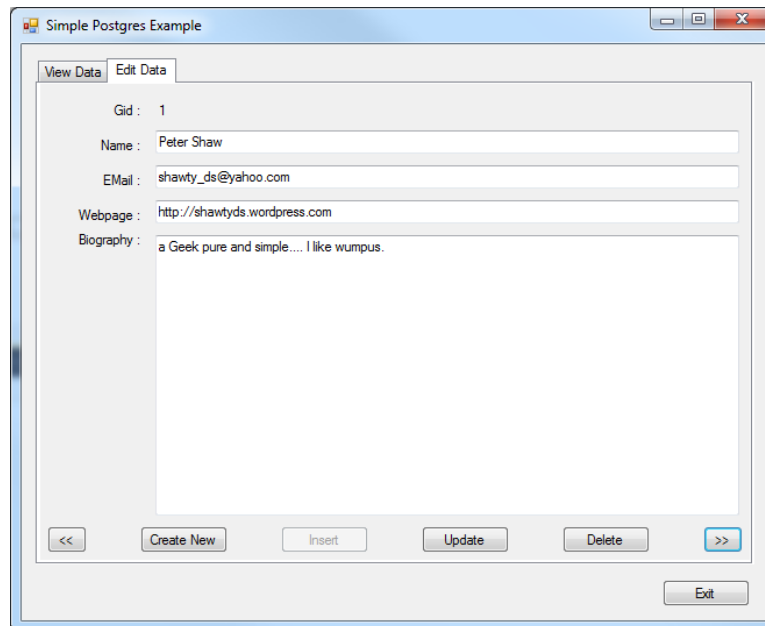 Simple Postgres Example
View Data Edit Data
Gid : 1
Name : Peter Shaw
EMail : shawty_ds@yahoo.com
Webpage : http://shawtyds.wordpress.com
Biography : a Geek pure and simple.... I like wumpus.
<< Create New Insert Update Delete >>
Exit